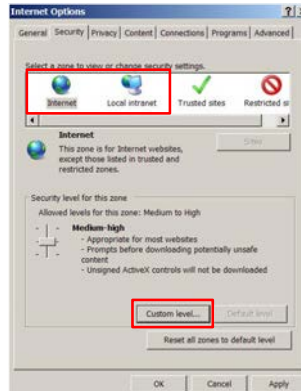 Internet Options
General Security Privacy Content Connections Programs Advanced
Select a zone to view or change security settings.
Internet Local intranet Trusted sites Restricted si
Internet
This zone is for Internet websites,
except those listed in trusted and
restricted zones.
Sites
Security level for this zone
Allowed levels for this zone: Medium to High
Medium-high
- Appropriate for most websites
- Prompts before downloading potentially unsafe
content
- Unsigned ActiveX controls will not be downloaded
Custom level... Default level
Reset all zones to default level
OK Cancel Apply